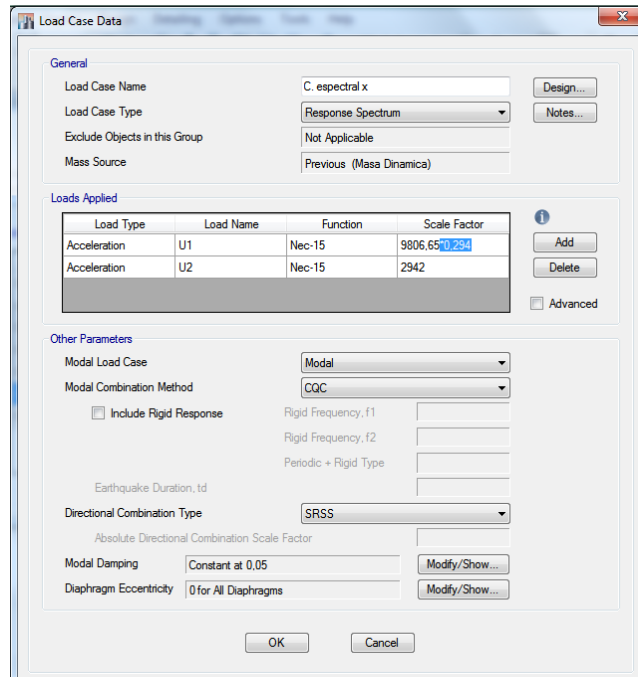 Load Case Data
General
Load Case Name C. espectral x Design...
Load Case Type Response Spectrum Notes...
Exclude Objects in this Group Not Applicable
Mass Source Previous (Masa Dinamica)
Loads Applied
Load Type Load Name Function Scale Factor
Acceleration U1 Nec-15 9806,65*0,294 Add
Acceleration U2 Nec-15 2942 Delete
Advanced
Other Parameters
Modal Load Case Modal
Modal Combination Method CQC
Include Rigid Response Rigid Frequency, f1
Rigid Frequency, f2
Periodic + Rigid Type
Earthquake Duration, td
Directional Combination Type SRSS
Absolute Directional Combination Scale Factor
Modal Damping Constant at 0,05 Modify/Show...
Diaphragm Eccentricity 0 for All Diaphragms Modify/Show...
OK Cancel